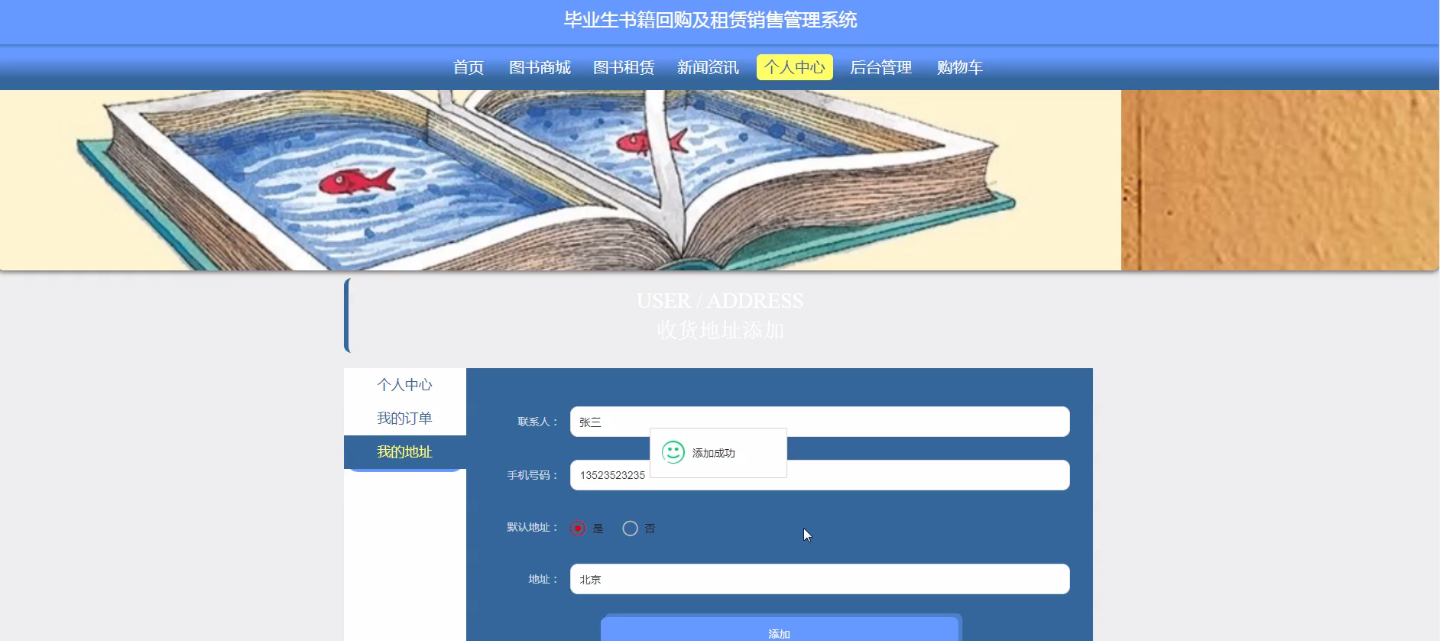 毕业生书籍回购及租赁销售管理系统
首页 图书商城 图书租赁 新闻资讯 个人中心 后台管理 购物车
USER / ADDRESS
收货地址添加
个人中心
我的订单
我的地址
联系人： 张三
添加成功
手机号码： 13523523235
默认地址： 是 否
地址： 北京
添加